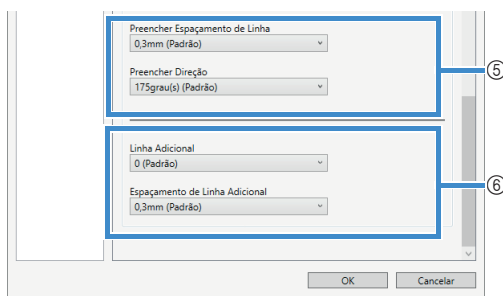 Preencher Espaçamento de Linha
0,3mm (Padrão)
⑤
Preencher Direção
175grau(s) (Padrão)
Linha Adicional
0 (Padrão)
⑥
Espaçamento de Linha Adicional
0,3mm (Padrão)
OK Cancelar